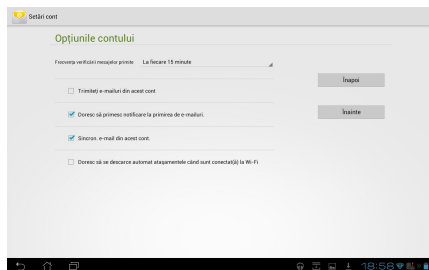 Setări cont
Opțiunile contului
Frecvența verificării mesajelor primite La fiecare 15 minute
Înapoi
Trimiteți e-mailuri din acest cont
Doresc să primesc notificare la primirea de e-mailuri.
Înainte
Sincron. e-mail din acest cont.
Doresc să se descarce automat atașamentele când sunt conectat(ă) la Wi-Fi
18:58